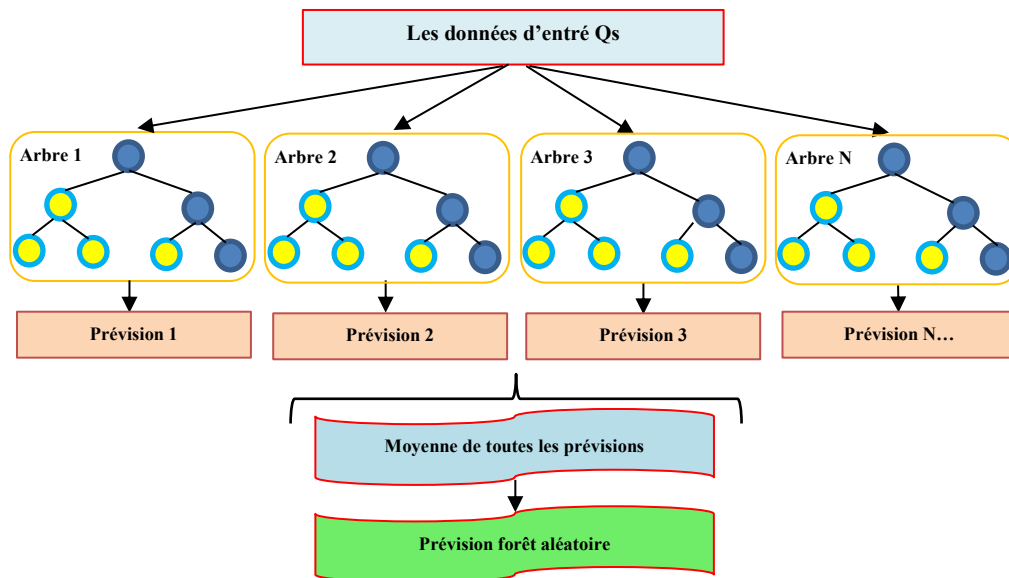 Les données d’entré Qs
Arbre 1
Arbre 2
Arbre 3
Arbre N
Prévision 1
Prévision 2
Prévision 3
Prévision N…
Moyenne de toutes les prévisions
Prévision forêt aléatoire